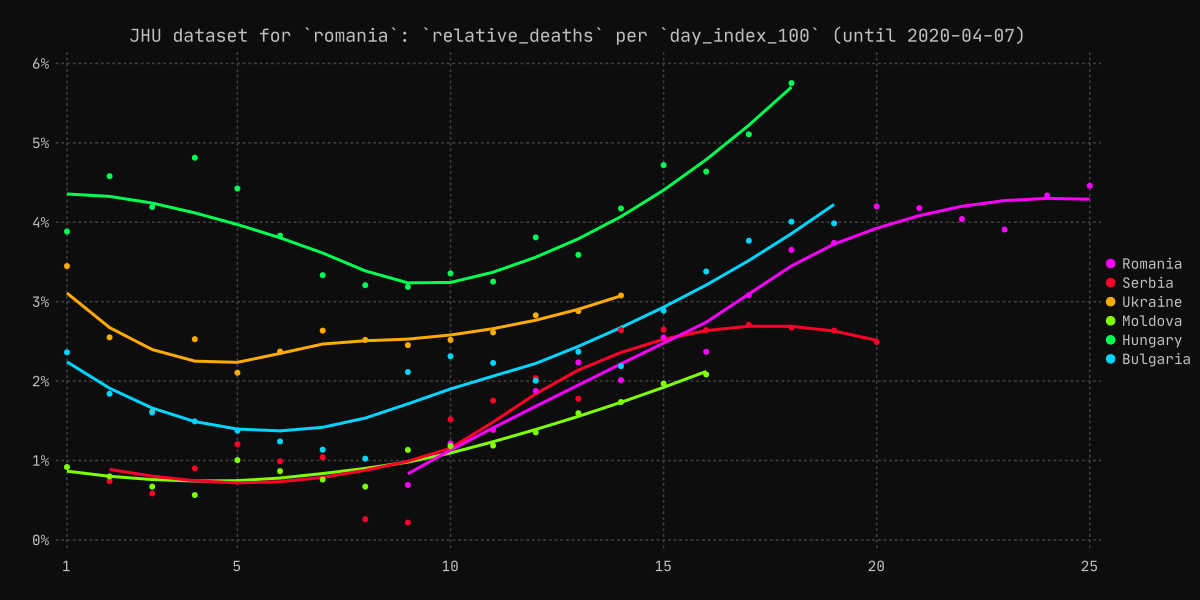 JHU dataset for `romania`: `relative_deaths` per `day_index_100` (until 2020-04-07)
6%
5%
4%
3%
2%
1%
0%
1 5 10 15 20 25
Romania
Serbia
Ukraine
Moldova
Hungary
Bulgaria